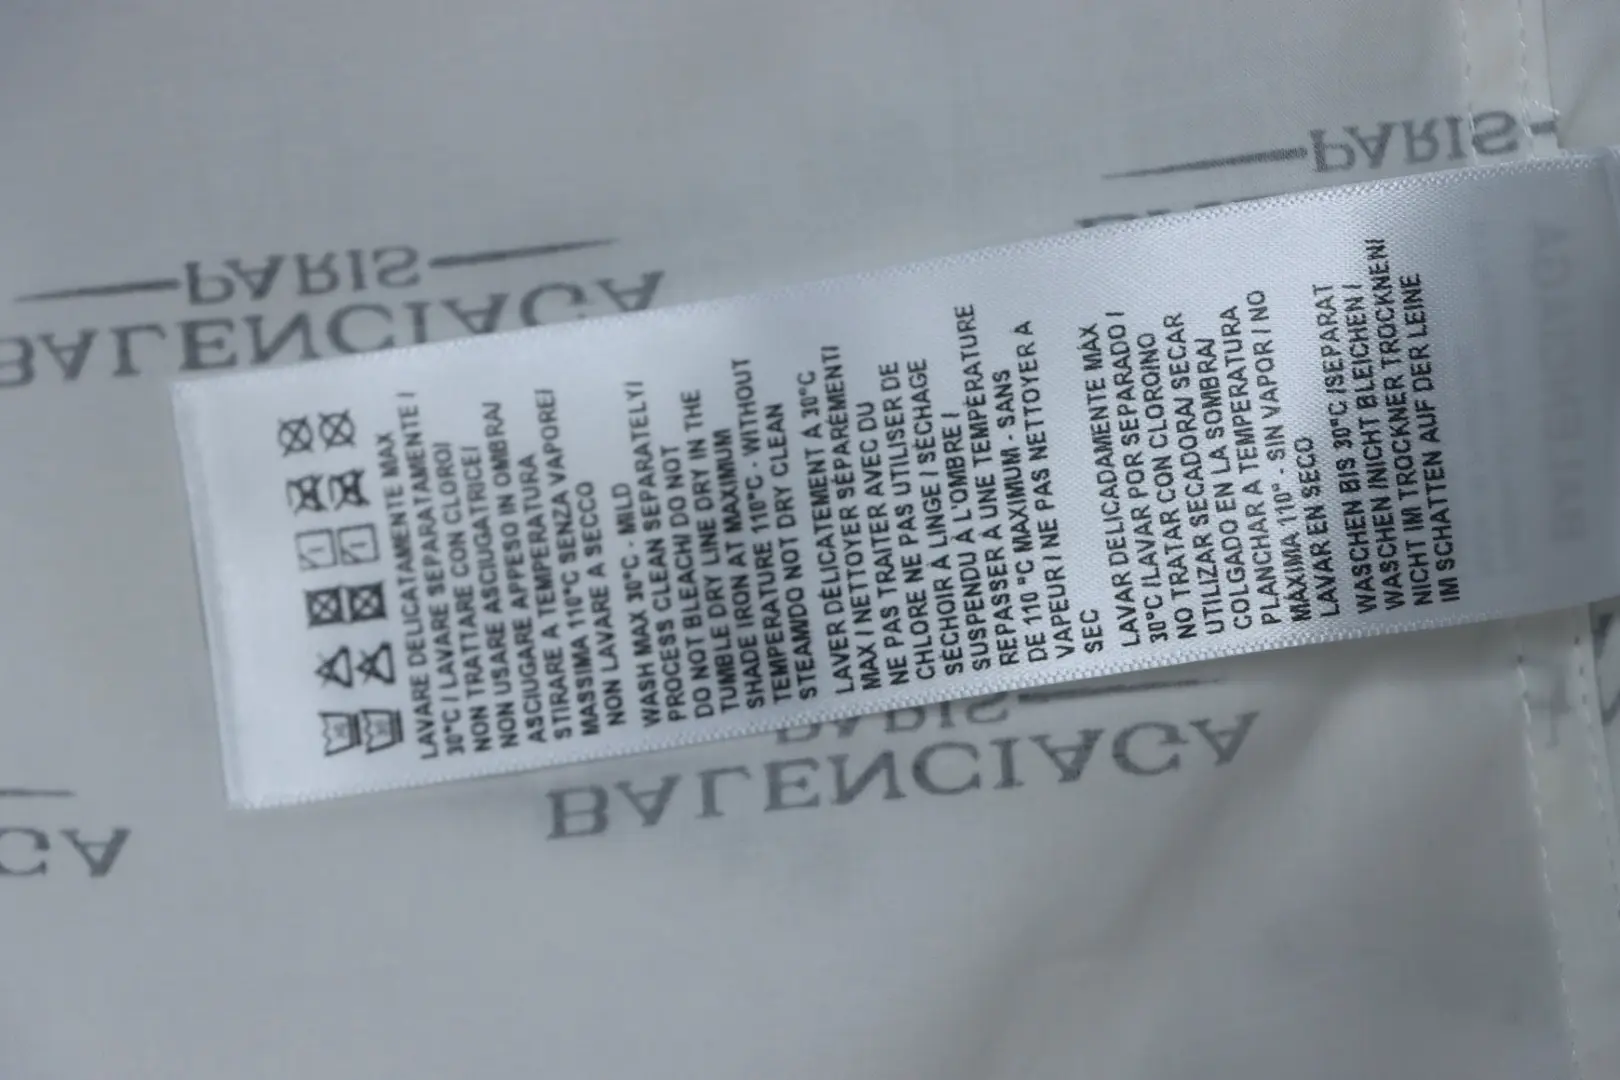 PARIS
BALENCIAGA
PARIS
LAVARE DELICATAMENTE MAX
30°C / LAVARE SEPARATAMENTE /
NON TRATTARE CON CLORO/
NON USARE ASCIUGATRICE/
ASCIUGARE APPESO IN OMBRA/
STIRARE A TEMPERATURA
MASSIMA 110°C SENZA VAPORE/
NON LAVARE A SECCO
WASH MAX 30°C - MILD
PROCESS CLEAN SEPARATELY/
DO NOT BLEACH/ DO NOT
TUMBLE DRY LINE DRY IN THE
SHADE IRON AT MAXIMUM
TEMPERATURE 110°C - WITHOUT
STEAM/DO NOT DRY CLEAN
LAVER DÉLICATEMENT À 30°C
MAX / NETTOYER SÉPARÉMENT/
NE PAS TRAITER AVEC DU
CHLORE NE PAS UTILISER DE
SÉCHOIR À LINGE / SÉCHAGE
SUSPENDU À L'OMBRE /
REPASSER À UNE TEMPÉRATURE
DE 110 °C MAXIMUM - SANS
VAPEUR / NE PAS NETTOYER À
SEC
LAVAR DELICADAMENTE MÁX
30°C /LAVAR POR SEPARADO /
NO TRATAR CON CLOROINO
UTILIZAR SECADORA/ SECAR
COLGADO EN LA SOMBRA/
PLANCHAR A TEMPERATURA
MÁXIMA 110° - SIN VAPOR / NO
LAVAR EN SECO
WASCHEN BIS 30°C /SEPARAT
WASCHEN /NICHT BLEICHEN /
NICHT IM TROCKNER TROCKNEN/
IM SCHATTEN AUF DER LEINE
PARIS
BALENCIAGA